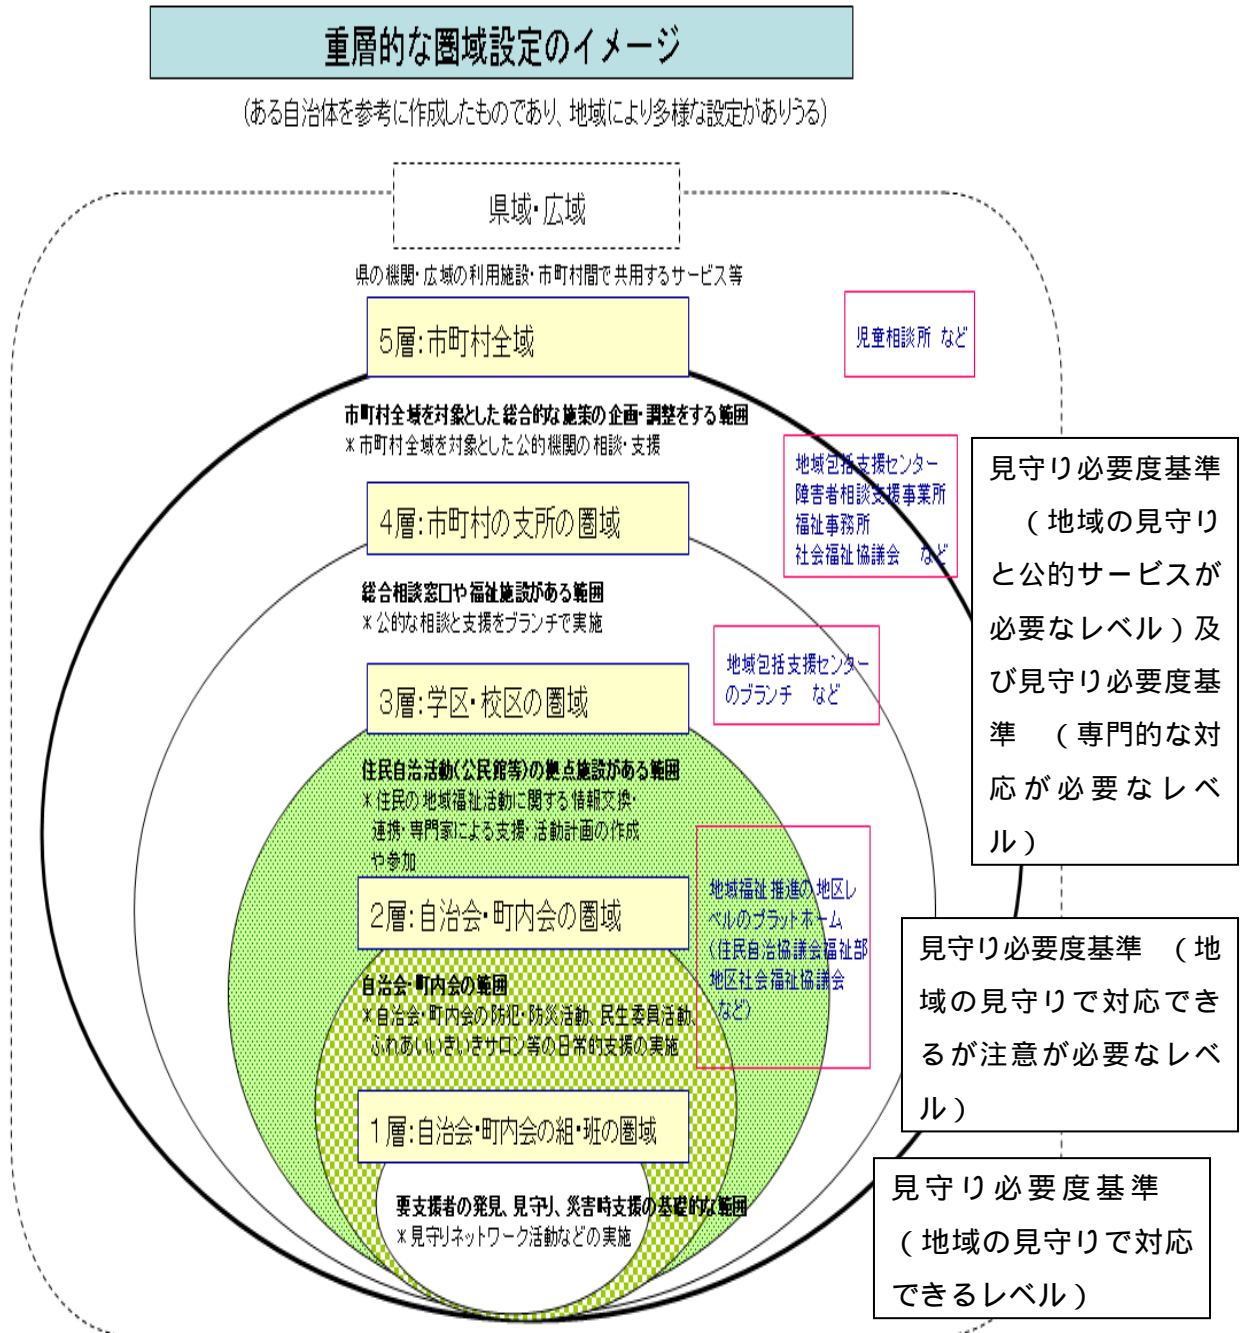 重層的な圏域設定のイメージ
(ある自治体を参考に作成したものであり、地域により多様な設定がありうる)
県域・広域
県の機関・広域の利用施設・市町村間で共用するサービス等
5層:市町村全域
児童相談所 など
市町村全域を対象とした総合的な施策の企画・調整をする範囲
*市町村全域を対象とした公的機関の相談・支援
地域包括支援センター
障害者相談支援事業所
福祉事務所
社会福祉協議会 など
4層:市町村の支所の圏域
総合相談窓口や福祉施設がある範囲
*公的な相談と支援をブランチで実施
地域包括支援センター
のブランチ など
3層:学区・校区の圏域
住民自治活動(公民館等)の拠点施設がある範囲
*住民の地域福祉活動に関する情報交換・
連携・専門家による支援・活動計画の作成
や参加
見守り必要度基準
(地域の見守り
と公的サービスが
必要なレベル)及
び見守り必要度基
準 (専門的な対
応が必要なレベ
ル)
2層:自治会・町内会の圏域
地域福祉推進の地区レ
ベルのプラットホーム
(住民自治協議会福祉部
地区社会福祉協議会
など)
自治会・町内会の範囲
*自治会・町内会の防犯・防災活動、民生委員活動、
ふれあいいきいきサロン等の日常的支援の実施
見守り必要度基準 (地
域の見守りで対応でき
るが注意が必要なレベ
ル)
1層:自治会・町内会の組・班の圏域
要支援者の発見、見守り、災害時支援の基礎的な範囲
*見守りネットワーク活動などの実施
見守り必要度基準
(地域の見守りで対応
できるレベル)